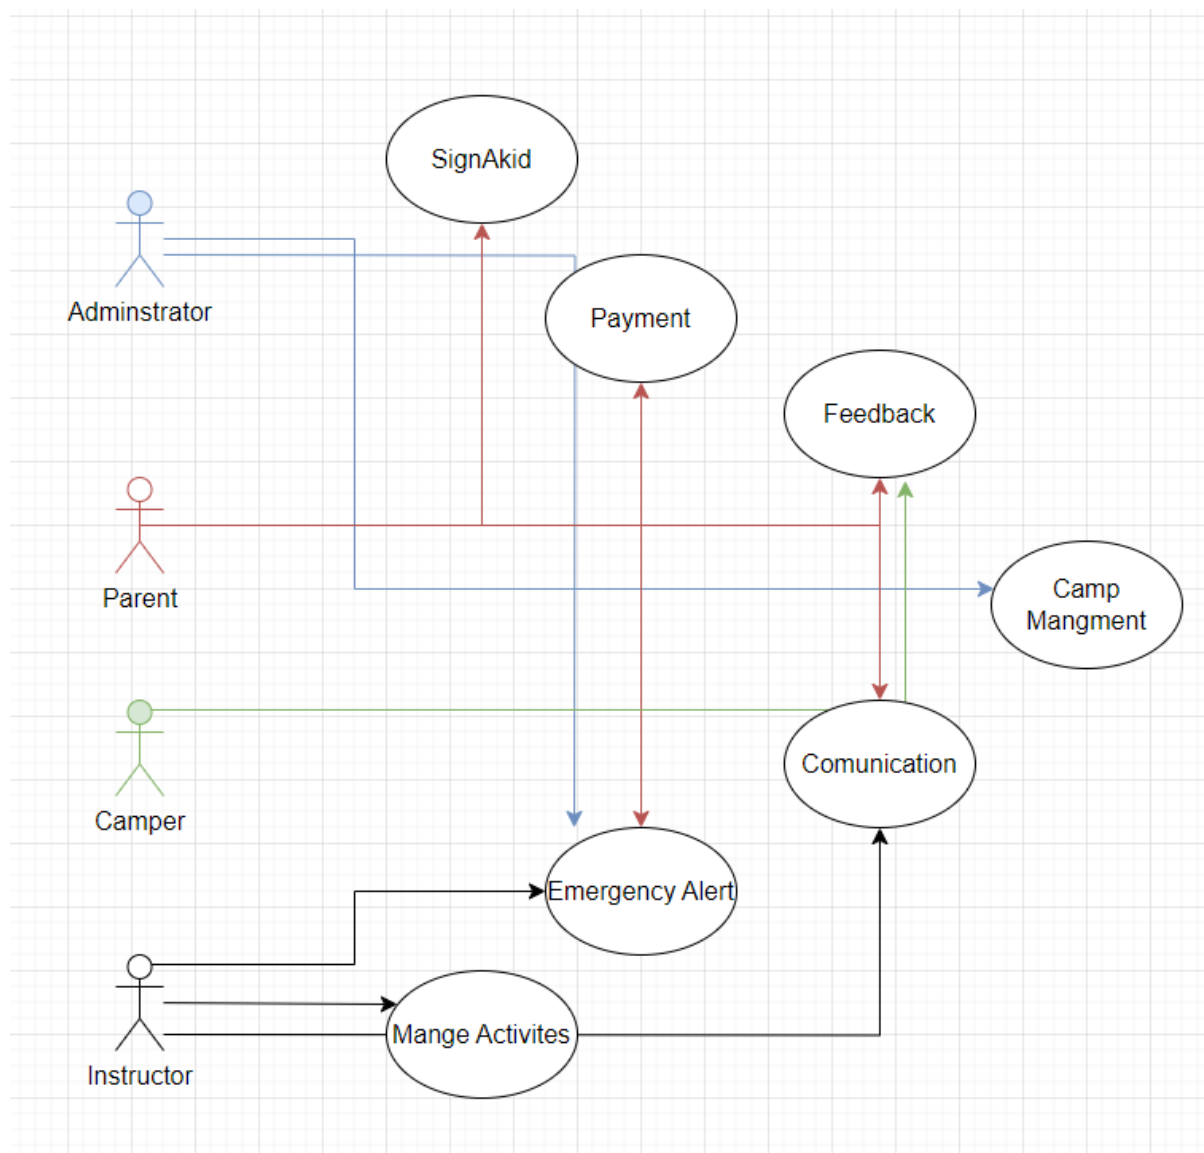 SignAkid
Adminstrator
Payment
Feedback
Parent
Camp
Mangment
Camper
Comunication
Emergency Alert
Mange Activites
Instructor